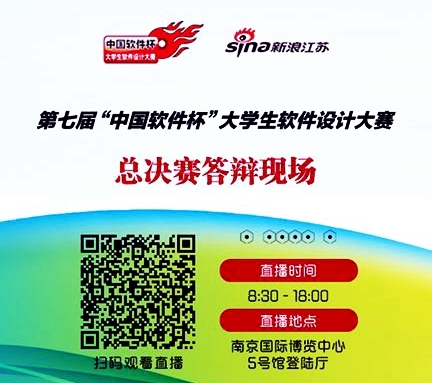 中国软件杯
大学生软件设计大赛
sina新浪江苏
第七届“中国软件杯”大学生软件设计大赛
总决赛答辩现场
直播时间
8:30 - 18:00
直播地点
南京国际博览中心
5号馆登陆厅
扫码观看直播